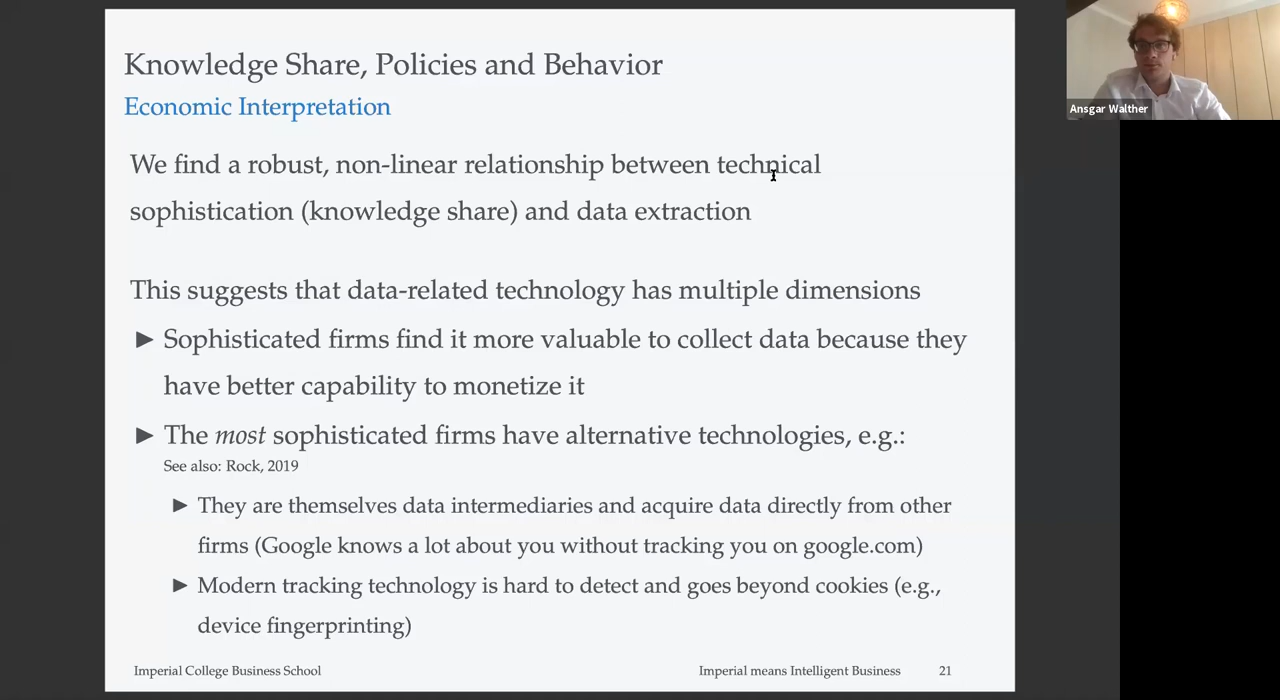 Knowledge Share, Policies and Behavior
Economic Interpretation
We find a robust, non-linear relationship between technical
sophistication (knowledge share) and data extraction
This suggests that data-related technology has multiple dimensions
► Sophisticated firms find it more valuable to collect data because they
have better capability to monetize it
► The most sophisticated firms have alternative technologies, e.g.:
See also: Rock, 2019
► They are themselves data intermediaries and acquire data directly from other
firms (Google knows a lot about you without tracking you on google.com)
► Modern tracking technology is hard to detect and goes beyond cookies (e.g.,
device fingerprinting)
Imperial College Business School
Imperial means Intelligent Business
21
Ansgar Walther